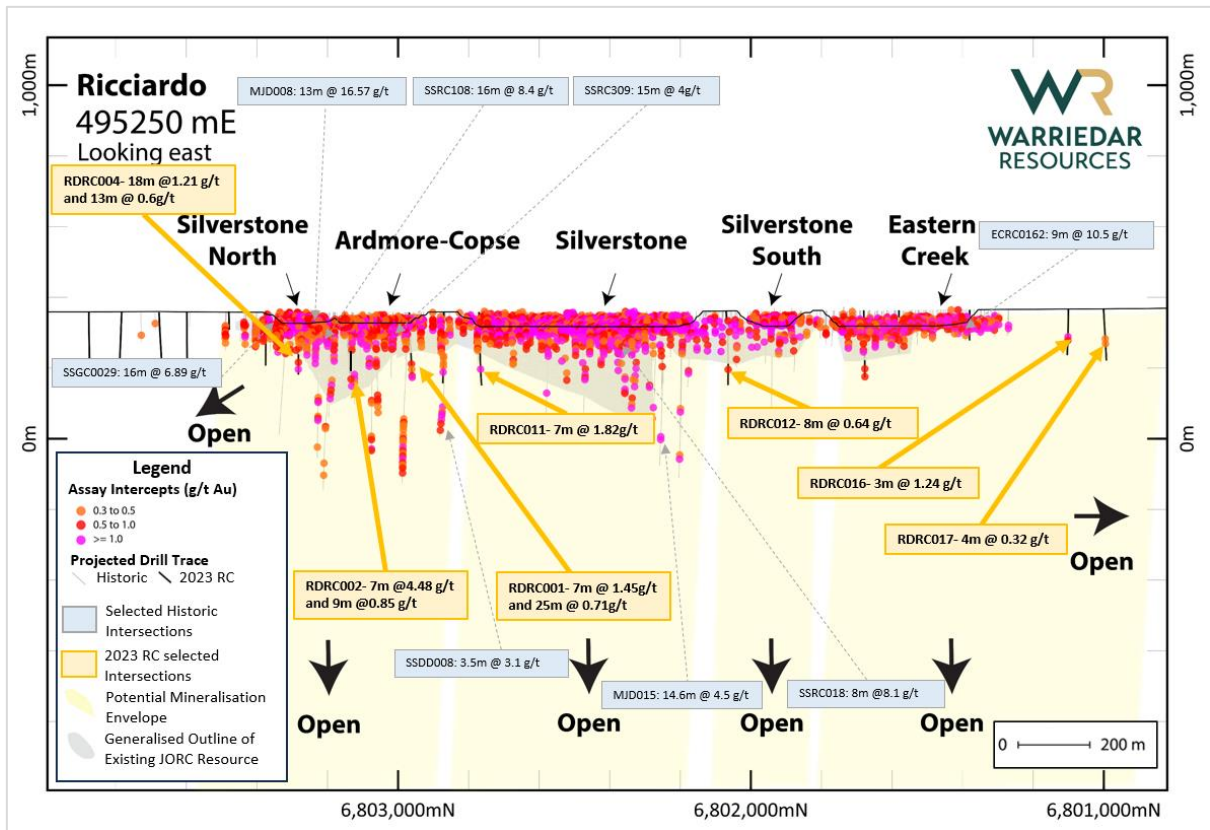 1,000m
Ricciardo
495250 mE
Looking east
MJD008: 13m @ 16.57 g/t
SSRC108: 16m @ 8.4 g/t
SSRC309: 15m @ 4g/t
WR
WARRIEDAR
RESOURCES
1,000m
RDRC004- 18m @1.21 g/t
and 13m @ 0.6g/t
Silverstone
North
Ardmore-Copse
Silverstone
Silverstone
South
Eastern
Creek
ECRC0162: 9m @ 10.5 g/t
SSGC0029: 16m @ 6.89 g/t
Open
0m
RDRC011- 7m @ 1.82g/t
RDRC012- 8m @ 0.64 g/t
0m
RDRC016- 3m @ 1.24 g/t
RDRC017- 4m @ 0.32 g/t
Open
Legend
Assay Intercepts (g/t Au)
0.3 to 0.5
0.5 to 1.0
>= 1.0
Projected Drill Trace
Historic
2023 RC
Selected Historic
Intersections
2023 RC selected
Intersections
Potential Mineralisation
Envelope
Generalised Outline of
Existing JORC Resource
RDRC002- 7m @4.48 g/t
and 9m @0.85 g/t
RDRC001- 7m @ 1.45g/t
and 25m @ 0.71g/t
SSDD008: 3.5m @ 3.1 g/t
MJD015: 14.6m @ 4.5 g/t
SSRC018: 8m @8.1 g/t
Open
Open
Open
Open
0
200 m
6,803,000mN
6,802,000mN
6,801,000mN